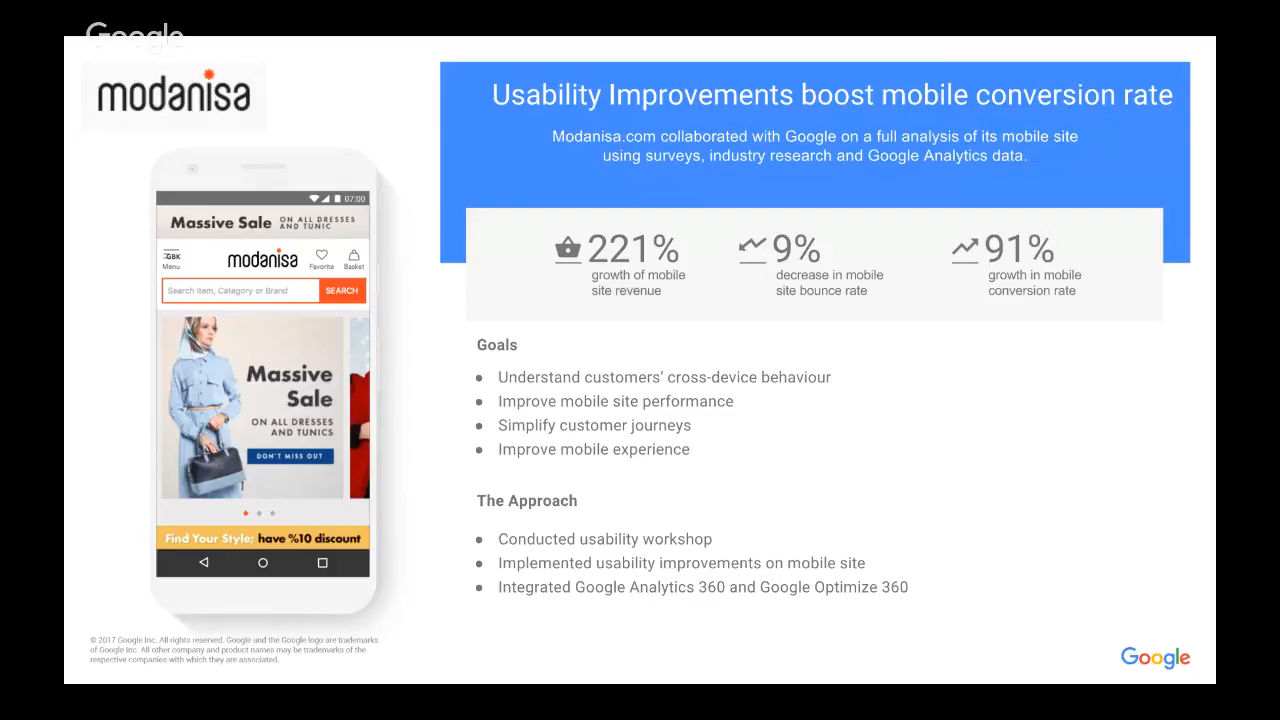 Google
modanisa
Usability Improvements boost mobile conversion rate
Modanisa.com collaborated with Google on a full analysis of its mobile site
using surveys, industry research and Google Analytics data.
221%
growth of mobile
site revenue
9%
decrease in mobile
site bounce rate
91%
growth in mobile
conversion rate
07:00
Massive Sale ON ALL DRESSES
AND TUNIC
GBK
Menu
modanisa
Favorite
Basket
Search Item, Category or Brand
SEARCH
Massive
Sale
ON ALL DRESSES
AND TUNICS
DON'T MISS OUT
Find Your Style; have %10 discount
Goals
● Understand customers' cross-device behaviour
● Improve mobile site performance
● Simplify customer journeys
● Improve mobile experience
The Approach
● Conducted usability workshop
● Implemented usability improvements on mobile site
● Integrated Google Analytics 360 and Google Optimize 360
© 2017 Google Inc. All rights reserved. Google and the Google logo are trademarks
of Google Inc. All other company and product names may be trademarks of the
respective companies with which they are associated.
Google